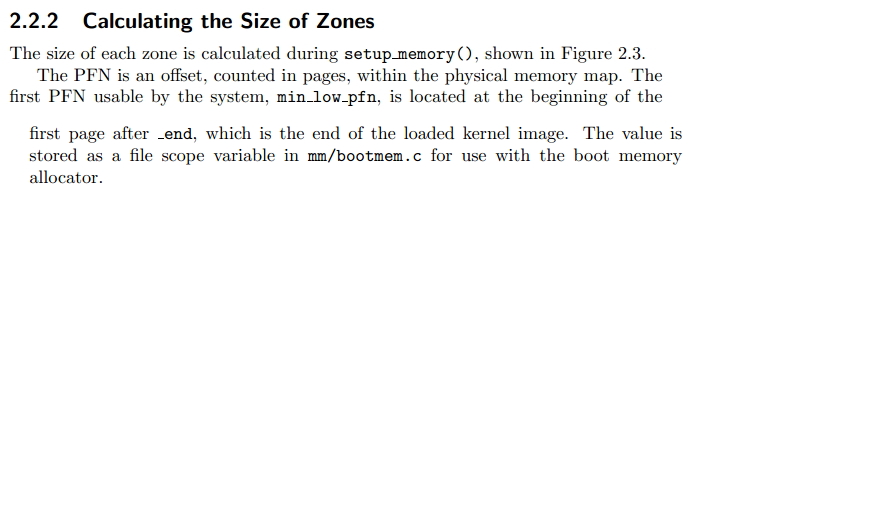 2.2.2 Calculating the Size of Zones
The size of each zone is calculated during setup_memory(), shown in Figure 2.3.
The PFN is an offset, counted in pages, within the physical memory map. The
first PFN usable by the system, min_low_pfn, is located at the beginning of the
first page after _end, which is the end of the loaded kernel image. The value is
stored as a file scope variable in mm/bootmem.c for use with the boot memory
allocator.